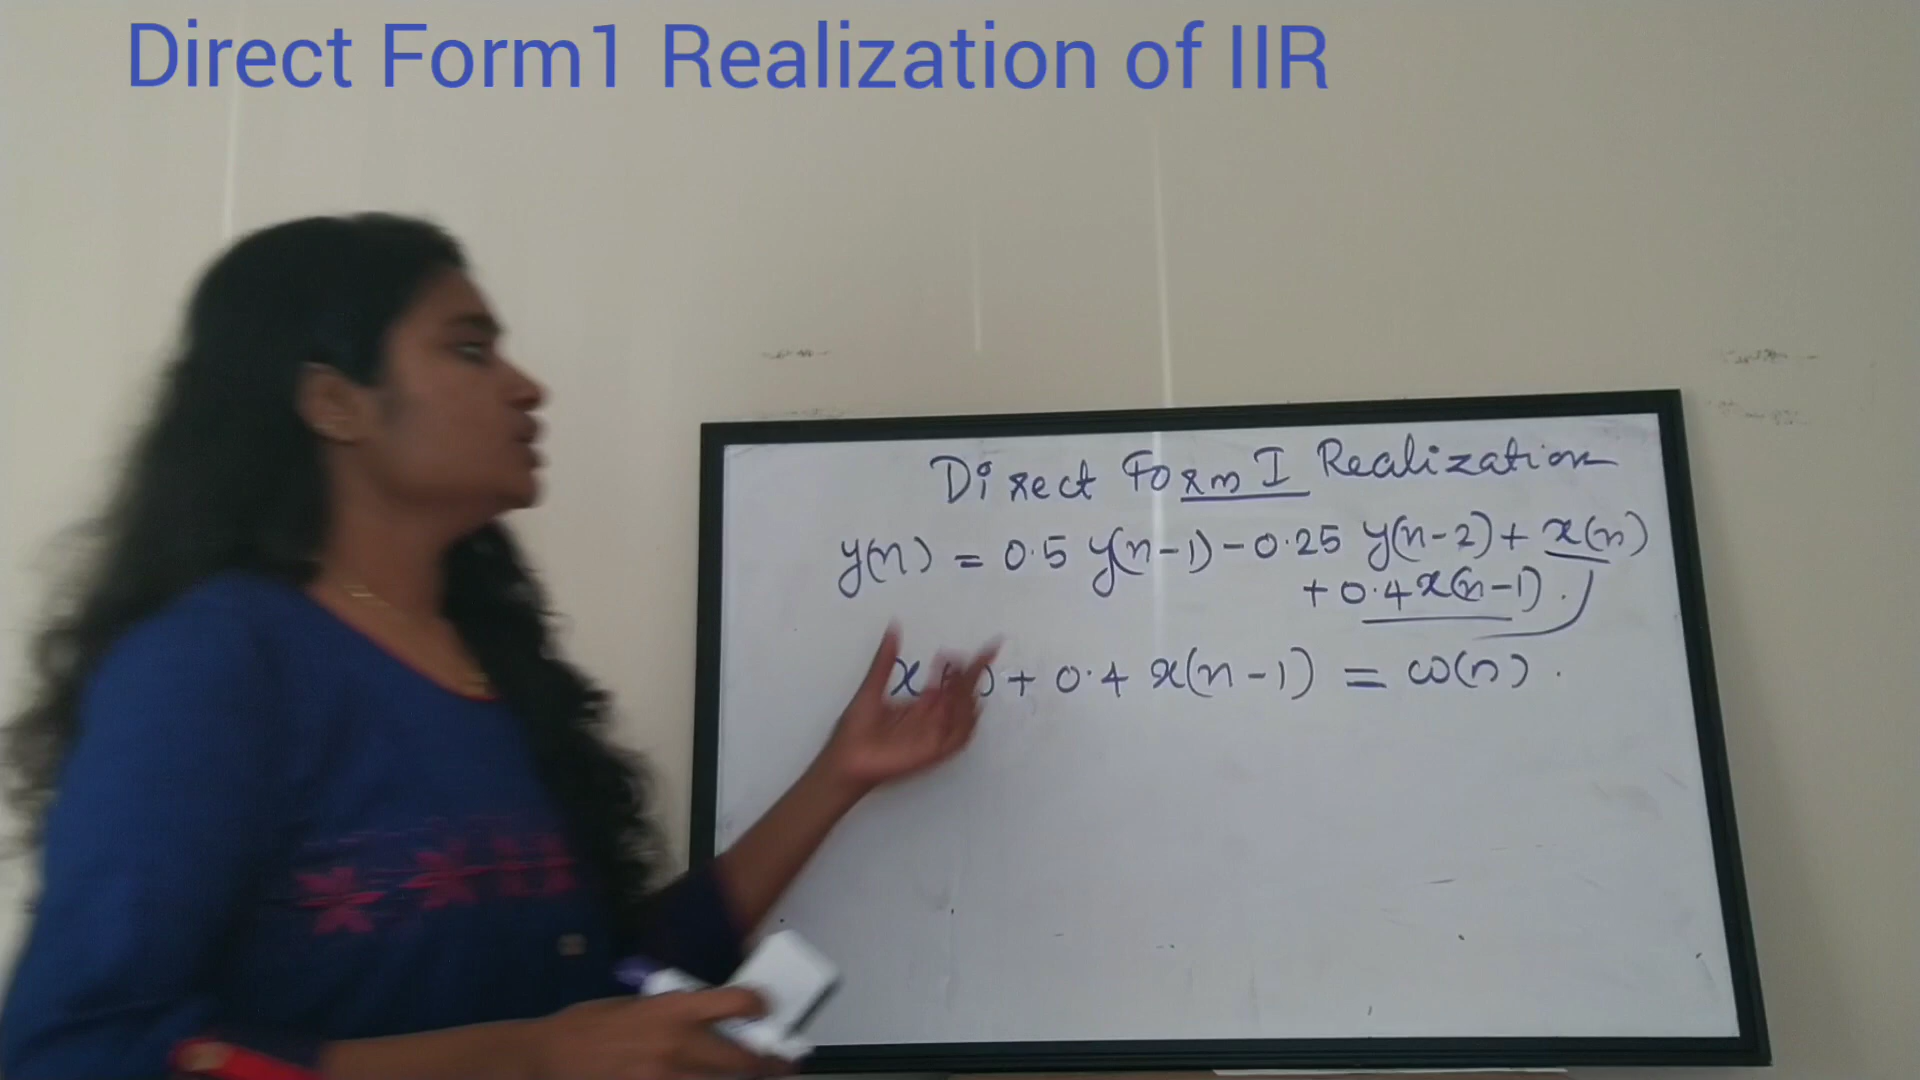 Direct Form1 Realization of IIR
Direct Form I Realization
y(n) = 0.5 y(n-1) - 0.25 y(n-2) + x(n)
+ 0.4 x(n-1).
x + 0.4 x(n-1) = ω(n).